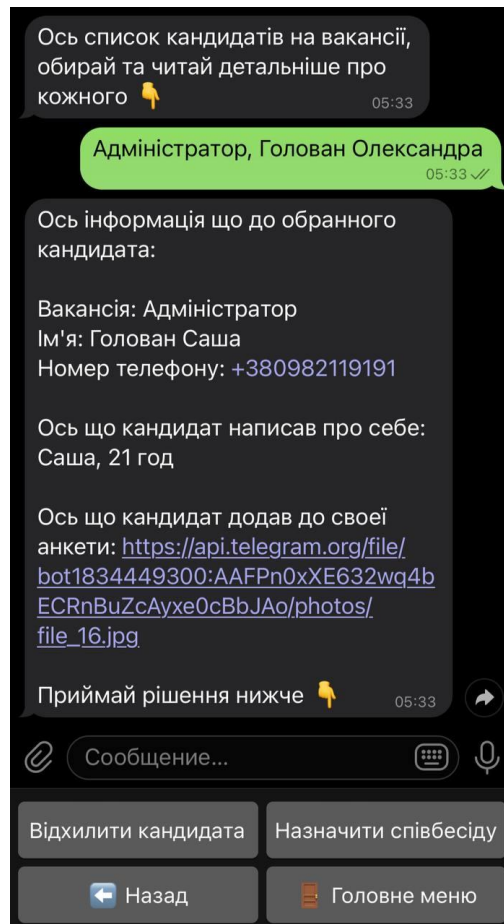 Ось список кандидатів на вакансії,
обирай та читай детальніше про
кожного 👇
05:33
Адміністратор, Голован Олександра
05:33
Ось інформація що до обранного
кандидата:
Вакансія: Адміністратор
Ім'я: Голован Саша
Номер телефону: +380982119191
Ось що кандидат написав про себе:
Саша, 21 год
Ось що кандидат додав до своеї
анкети: https://api.telegram.org/file/
bot1834449300:AAFPn0xXE632wq4b
ECRnBuZcAyxe0cBbJAo/photos/
file_16.jpg
Приймай рішення нижче 👇
05:33
Сообщение...
Відхилити кандидата
Назначити співбесіду
⬅️ Назад
🚪 Головне меню